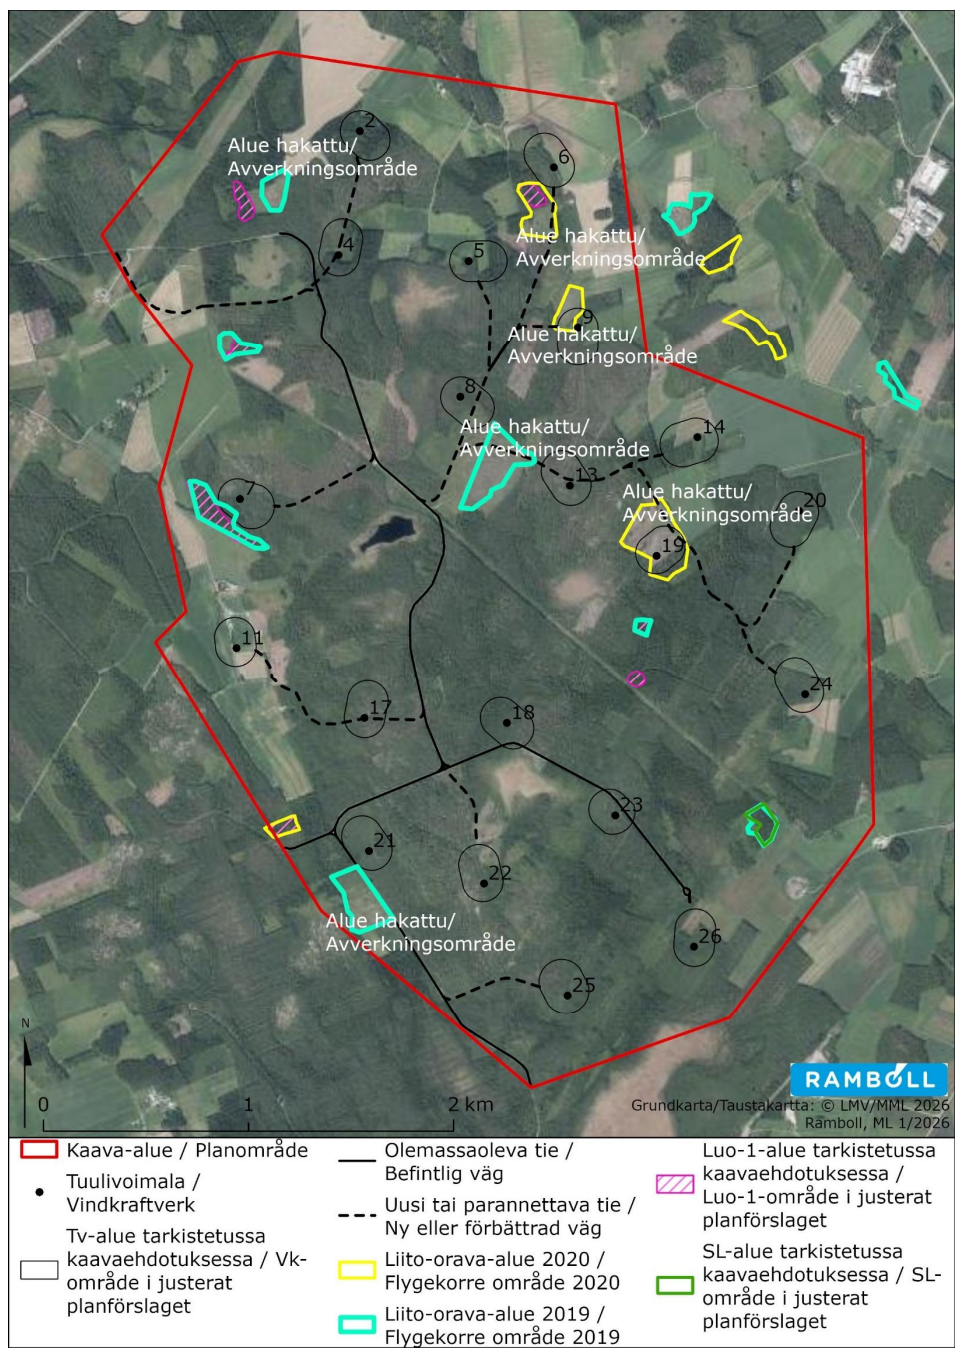 2
Alue hakattu/
Avverkningsområde
6
4
5
Alue hakattu/
Avverkningsområde
9
Alue hakattu/
Avverkningsområde
8
Alue hakattu/
Avverkningsområde
14
13
7
Alue hakattu/
Avverkningsområde
20
19
11
24
17
18
23
21
22
Alue hakattu/
Avverkningsområde
26
25
N
0 1 2 km
RAMBOLL
Grundkarta/Taustakartta: © LMV/MML 2026
Ramboll, ML 1/2026
Kaava-alue / Planområde
Tuulivoimala /
Vindkraftverk
Tv-alue tarkistetussa
kaavaehdotuksessa / Vk-
område i justerat
planförslaget
Olemassaoleva tie /
Befintlig väg
Uusi tai parannettava tie /
Ny eller förbättrad väg
Liito-orava-alue 2020 /
Flygekorre område 2020
Liito-orava-alue 2019 /
Flygekorre område 2019
Luo-1-alue tarkistetussa
kaavaehdotuksessa /
Luo-1-område i justerat
planförslaget
SL-alue tarkistetussa
kaavaehdotuksessa / SL-
område i justerat
planförslaget